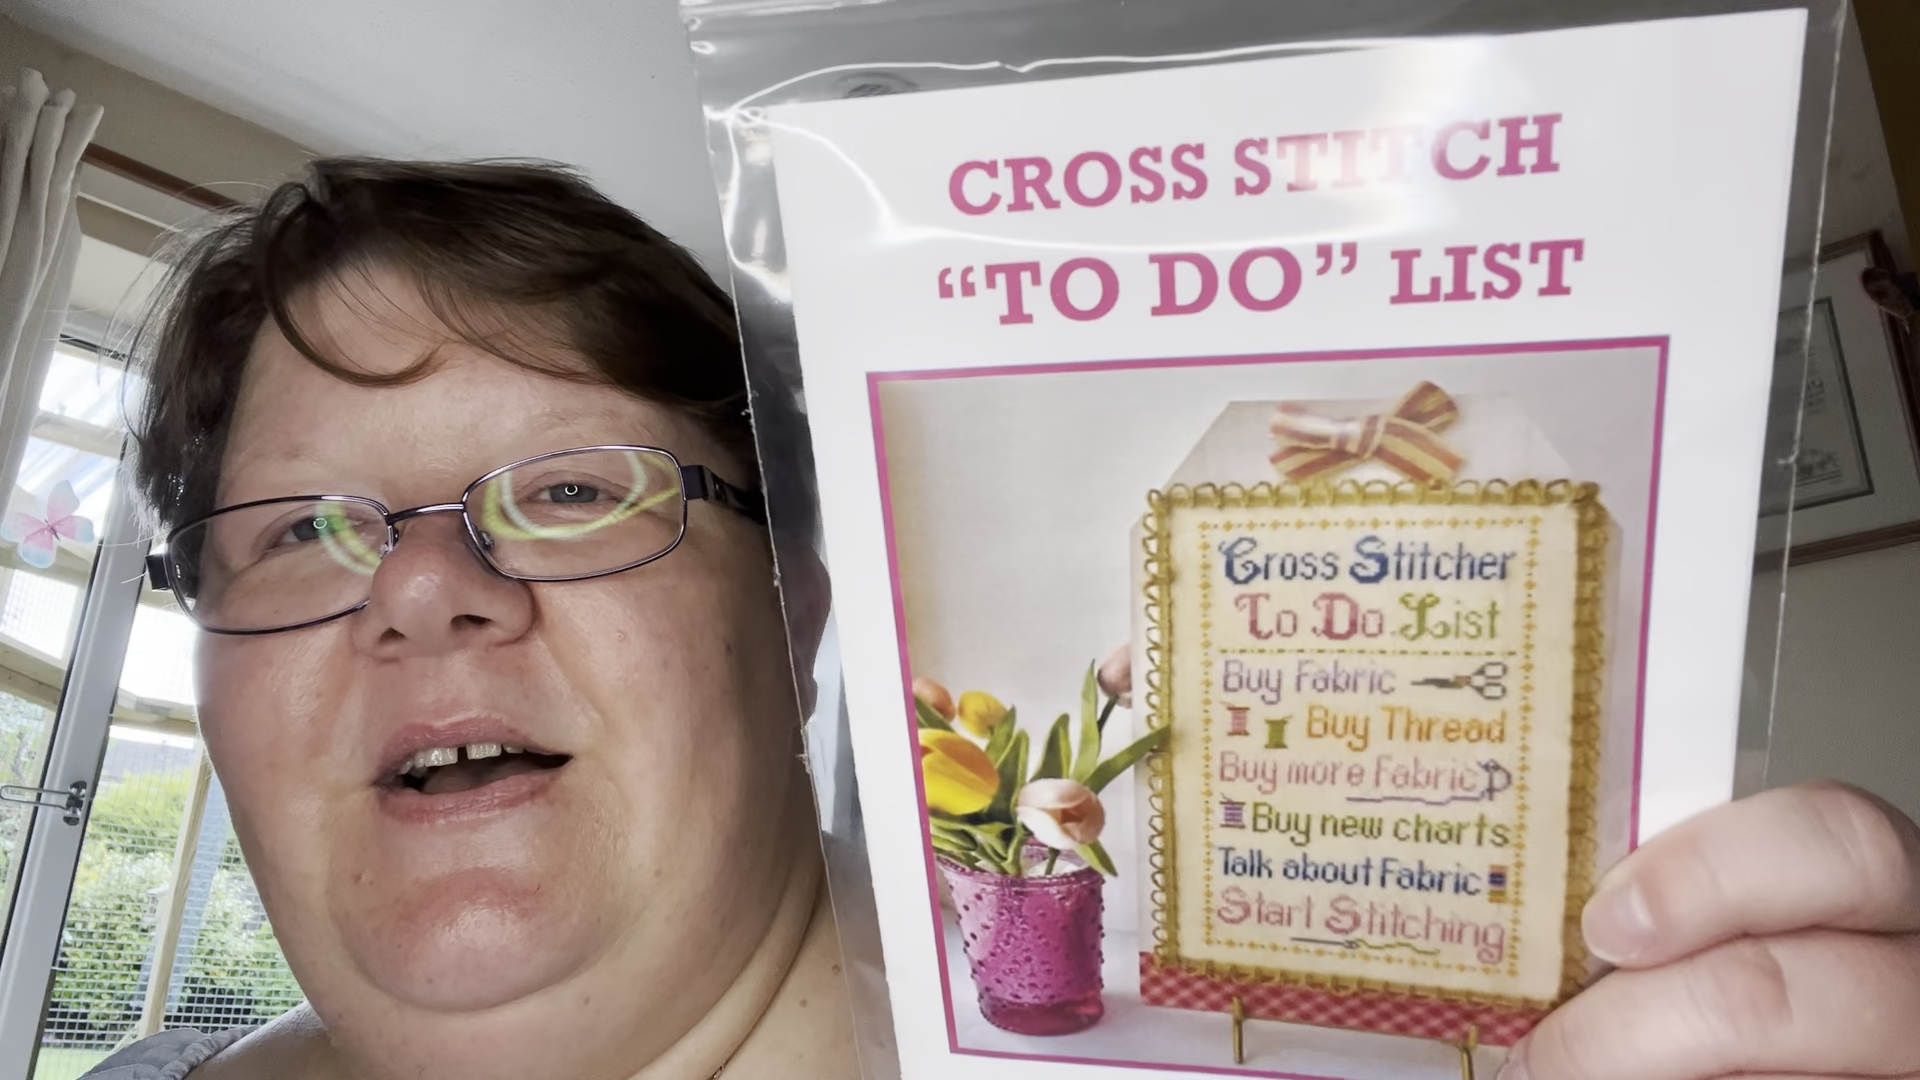 CROSS STITCH
“TO DO” LIST
Cross Stitcher
To Do List
Buy Fabric
Buy Thread
Buy more Fabric
Buy new charts
Talk about Fabric
Start Stitching